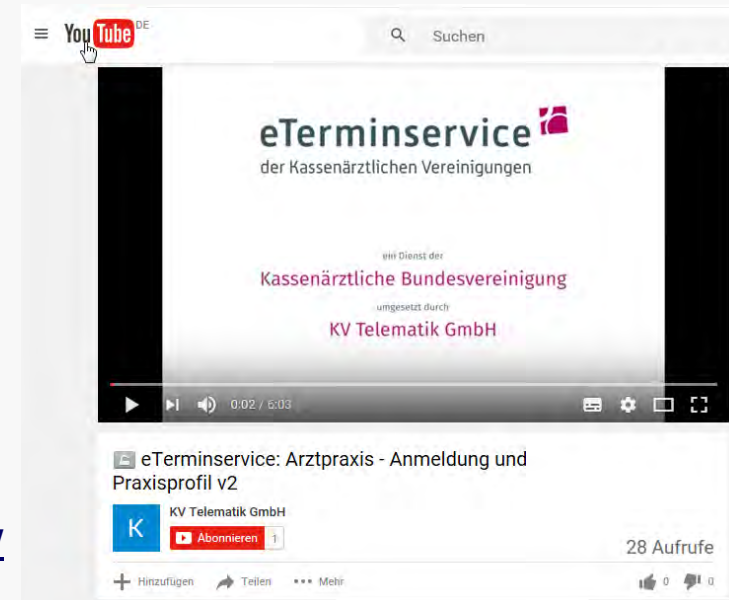 YouTube DE
Suchen
eTerminservice
der Kassenärztlichen Vereinigungen
ein Dienst der
Kassenärztliche Bundesvereinigung
umgesetzt durch
KV Telematik GmbH
0:02 / 6:03
eTerminservice: Arztpraxis - Anmeldung und
Praxisprofil v2
K
KV Telematik GmbH
Abonnieren 1
28 Aufrufe
Hinzufügen Teilen Mehr
0 0